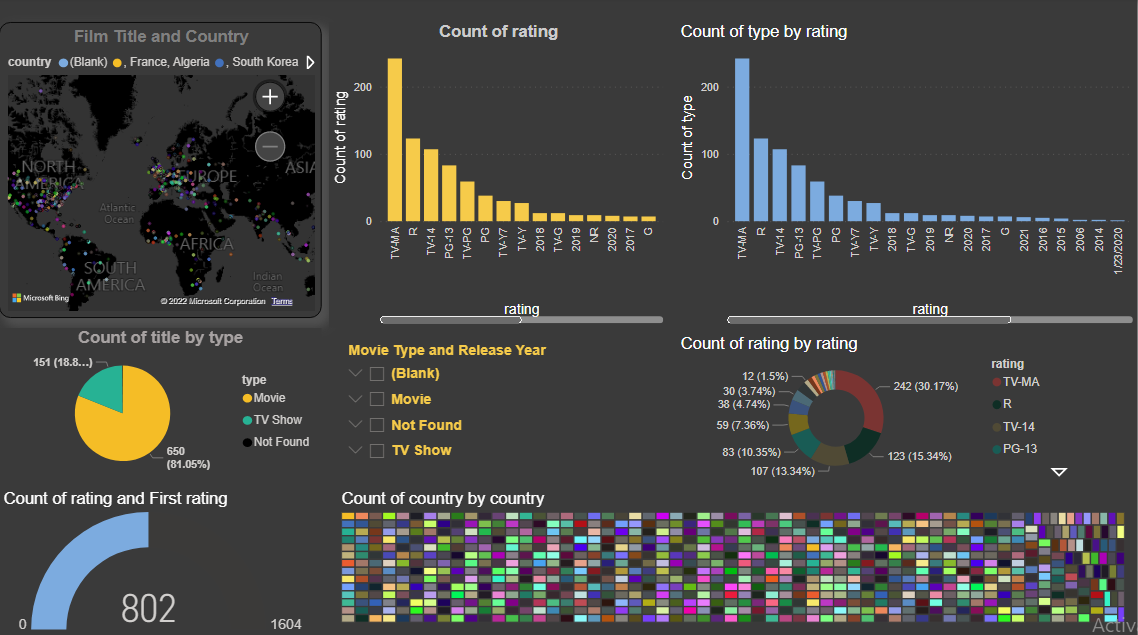 Film Title and Country
country (Blank) , France, Algeria , South Korea
NORTH AMERICA
EUROPE
ASIA
Atlantic Ocean
AFRICA
SOUTH AMERICA
Indian Ocean
Microsoft Bing
© 2022 Microsoft Corporation Terms
Count of rating
Count of rating
200
100
0
TV-MA R TV-14 PG-13 TV-PG PG TV-Y7 TV-Y 2018 TV-G 2019 NR 2020 2017 G
rating
Count of type by rating
Count of type
200
100
0
TV-MA R TV-14 PG-13 TV-PG PG TV-Y7 TV-Y 2018 TV-G 2019 NR 2020 2017 G 2021 2016 2015 2006 2014 1/23/2020
rating
Count of title by type
151 (18.8...)
650
(81.05%)
type
Movie
TV Show
Not Found
Movie Type and Release Year
(Blank)
Movie
Not Found
TV Show
Count of rating by rating
12 (1.5%)
30 (3.74%)
38 (4.74%)
59 (7.36%)
83 (10.35%)
107 (13.34%)
242 (30.17%)
123 (15.34%)
rating
TV-MA
R
TV-14
PG-13
Count of rating and First rating
802
0
1604
Count of country by country
Activ